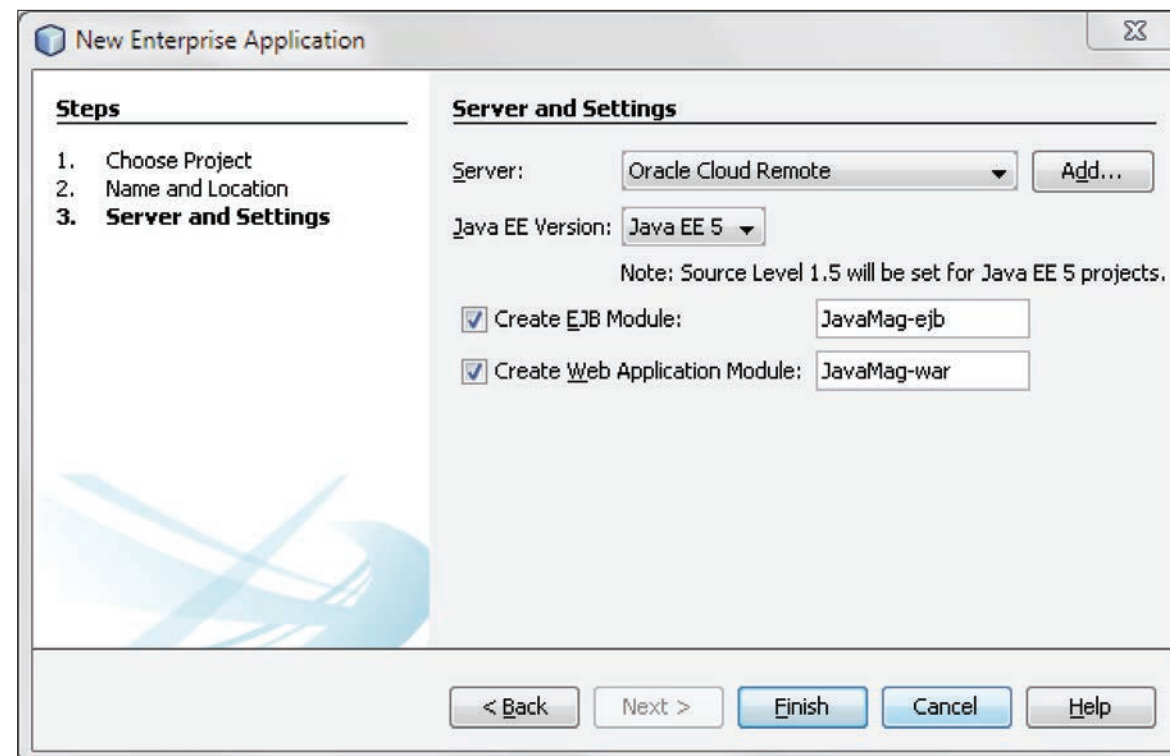 New Enterprise Application
Steps
1. Choose Project
2. Name and Location
3. Server and Settings
Server and Settings
Server: Oracle Cloud Remote Add...
Java EE Version: Java EE 5
Note: Source Level 1.5 will be set for Java EE 5 projects.
Create EJB Module: JavaMag-ejb
Create Web Application Module: JavaMag-war
< Back Next > Finish Cancel Help